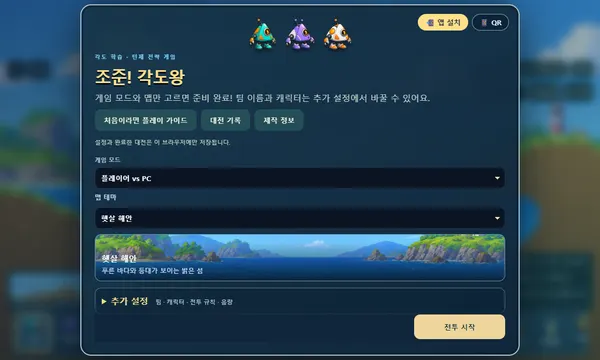 앱 설치
QR
각도 학습 · 턴제 전략 게임
조준! 각도왕
게임 모드와 맵만 고르면 준비 완료! 팀 이름과 캐릭터는 추가 설정에서 바꿀 수 있어요.
처음이라면 플레이 가이드
대전 기록
제작 정보
설정과 완료한 대전은 이 브라우저에만 저장됩니다.
게임 모드
플레이어 vs PC
맵 테마
햇살 해안
햇살 해안
푸른 바다와 등대가 보이는 밝은 섬
추가 설정 팀 · 캐릭터 · 전투 규칙 · 음향
전투 시작